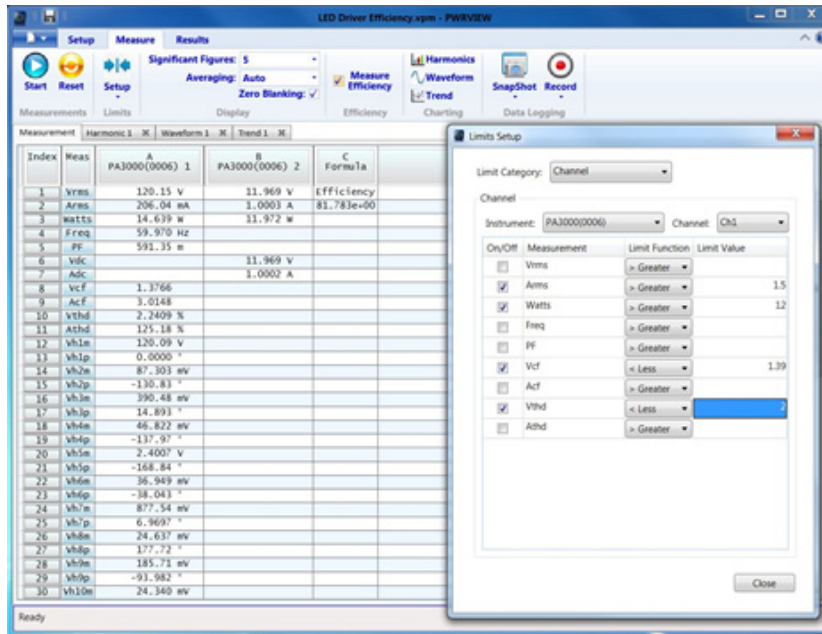 LED Driver Efficiency.vpm - PWRVIEW
Setup Measure Results
Significant Figures: 5
Averaging: Auto
Zero Blanking:
Start Reset Setup
Measure Efficiency
Harmonics
Waveform
Trend
SnapShot Record
Measurements Limits Display Efficiency Charting Data Logging
Measurement Harmonic 1 Waveform 1 Trend 1
Index Meas A PA3000(0006) 1 B PA3000(0006) 2 C Formula
1 Vrms 120.15 V 11.969 V Efficiency
2 Arms 206.04 mA 1.0003 A 81.783e+00
3 Watts 14.639 W 11.972 W
4 Freq 59.970 Hz
5 PF 591.35 m
6 Vdc 11.969 V
7 Adc 1.0002 A
8 Vcf 1.3766
9 Acf 3.0148
10 Vthd 2.2409 %
11 Athd 125.18 %
12 Vh1m 120.09 V
13 Vh1p 0.0000 °
14 Vh2m 87.303 mV
15 Vh2p -130.83 °
16 Vh3m 390.48 mV
17 Vh3p 14.893 °
18 Vh4m 46.822 mV
19 Vh4p -137.97 °
20 Vh5m 2.4007 V
21 Vh5p -168.84 °
22 Vh6m 36.949 mV
23 Vh6p -38.043 °
24 Vh7m 877.54 mV
25 Vh7p 6.9697 °
26 Vh8m 24.637 mV
27 Vh8p 177.72 °
28 Vh9m 185.71 mV
29 Vh9p -93.982 °
30 Vh10m 24.340 mV
Ready
Limits Setup
Limit Category: Channel
Channel
Instrument: PA3000(0006) Channel: Ch1
On/Off Measurement Limit Function Limit Value
Vrms > Greater
Arms > Greater 1.5
Watts > Greater 12
Freq > Greater
PF > Greater
Vcf < Less 1.39
Acf > Greater
Vthd < Less 2
Athd > Greater
Close